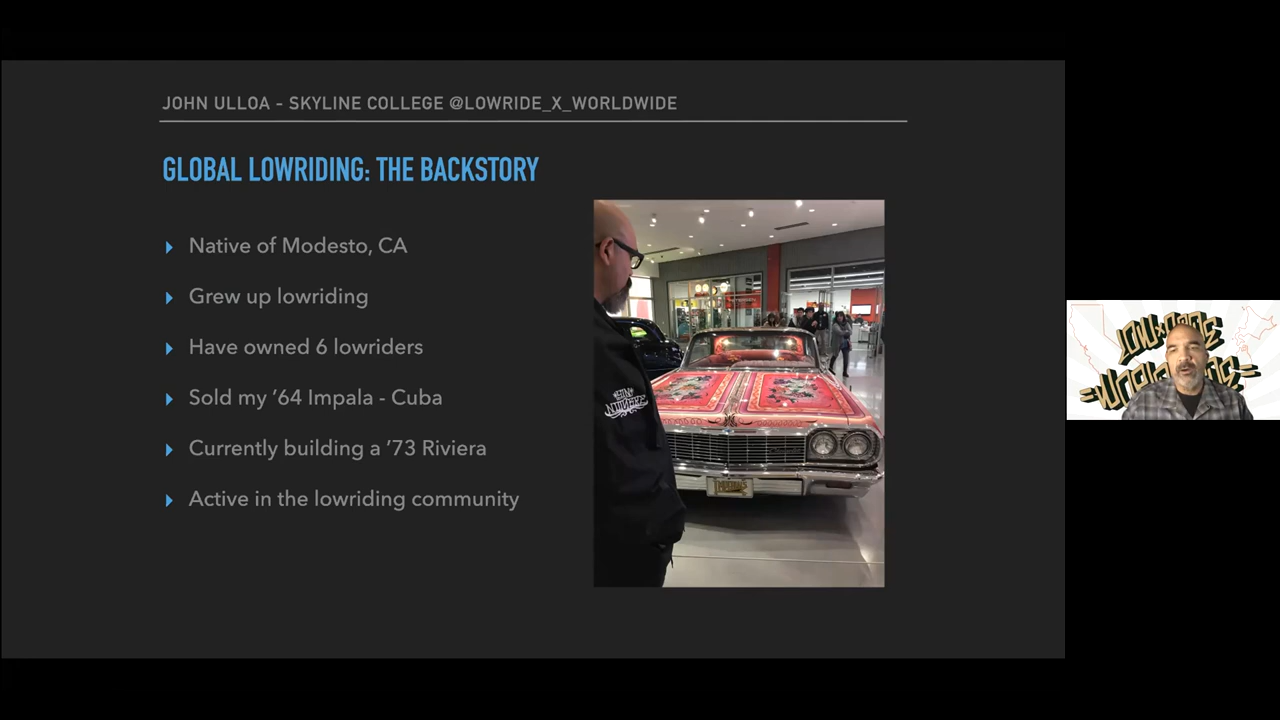 JOHN ULLOA - SKYLINE COLLEGE @LOWRIDE_X_WORLDWIDE
GLOBAL LOWRIDING: THE BACKSTORY
Native of Modesto, CA
Grew up lowriding
Have owned 6 lowriders
Sold my ’64 Impala - Cuba
Currently building a ’73 Riviera
Active in the lowriding community